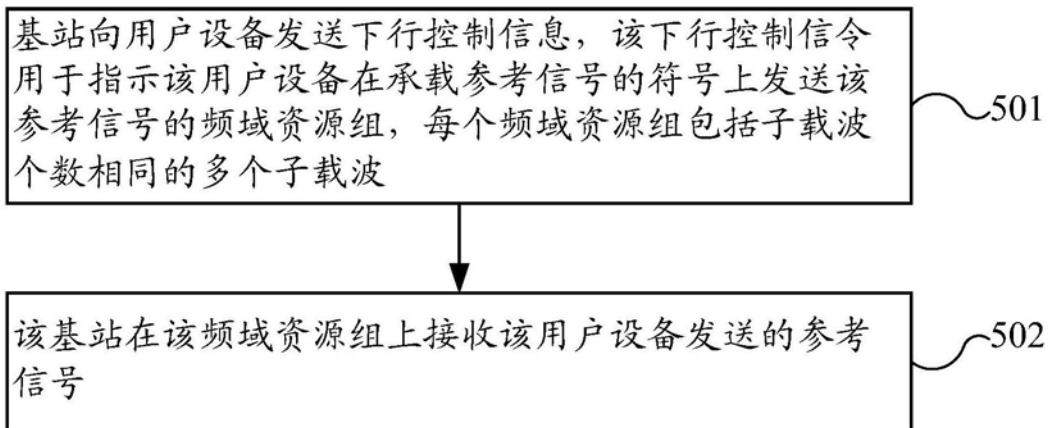 基站向用户设备发送下行控制信息，该下行控制信令
用于指示该用户设备在承载参考信号的符号上发送该
参考信号的频域资源组，每个频域资源组包括子载波
个数相同的多个子载波
501
该基站在该频域资源组上接收该用户设备发送的参考
信号
502